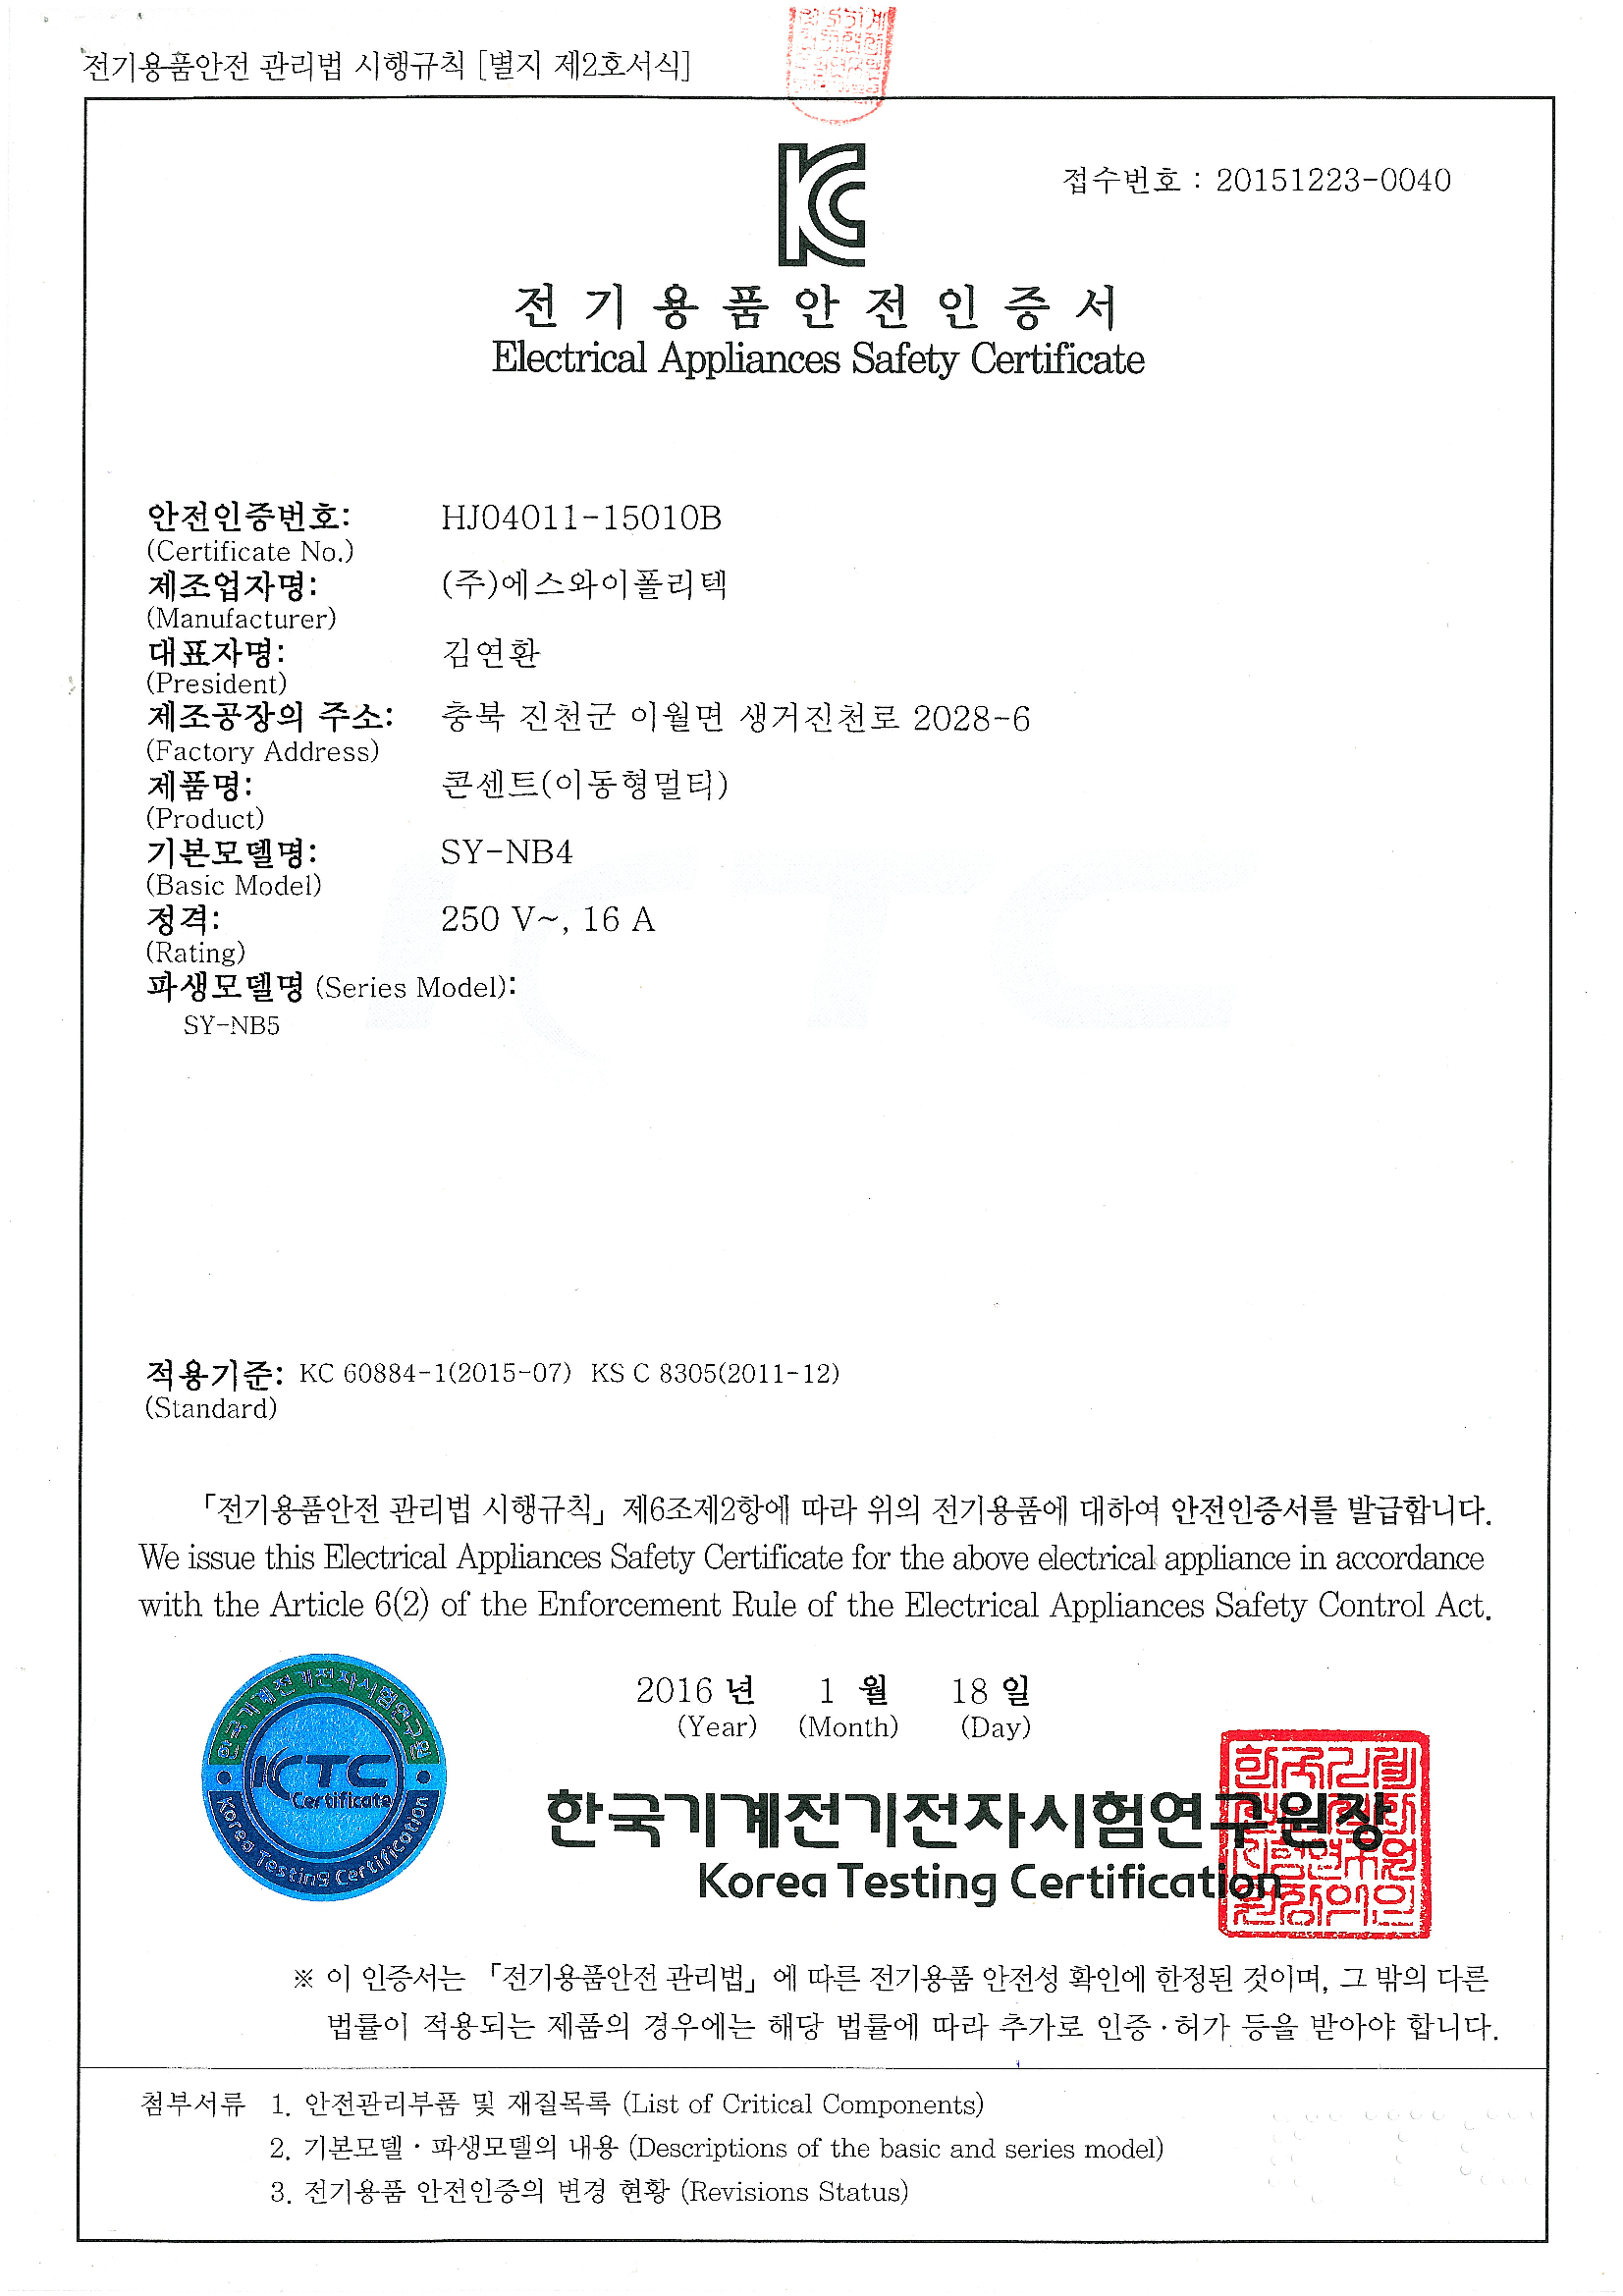 전기용품안전 관리법 시행규칙 [별지 제2호서식]
KC
접수번호 : 20151223-0040
전기용품안전인증서
Electrical Appliances Safety Certificate
안전인증번호: HJ04011-15010B
(Certificate No.)
제조업자명: (주)에스와이폴리텍
(Manufacturer)
대표자명: 김연환
(President)
제조공장의 주소: 충북 진천군 이월면 생거진천로 2028-6
(Factory Address)
제품명: 콘센트(이동형멀티)
(Product)
기본모델명: SY-NB4
(Basic Model)
정격: 250 V~, 16 A
(Rating)
파생모델명 (Series Model):
SY-NB5
적용기준: KC 60884-1(2015-07) KS C 8305(2011-12)
(Standard)
「전기용품안전 관리법 시행규칙」 제6조제2항에 따라 위의 전기용품에 대하여 안전인증서를 발급합니다.
We issue this Electrical Appliances Safety Certificate for the above electrical appliance in accordance
with the Article 6(2) of the Enforcement Rule of the Electrical Appliances Safety Control Act.
2016 년 1 월 18 일
(Year) (Month) (Day)
한국기계전기전자시험연구원
KTC
Certificate
Korea Testing Certification
한국기계전기전자시험연구원장
Korea Testing Certification
※ 이 인증서는 「전기용품안전 관리법」에 따른 전기용품 안전성 확인에 한정된 것이며, 그 밖의 다른
법률이 적용되는 제품의 경우에는 해당 법률에 따라 추가로 인증·허가 등을 받아야 합니다.
첨부서류 1. 안전관리부품 및 재질목록 (List of Critical Components)
2. 기본모델·파생모델의 내용 (Descriptions of the basic and series model)
3. 전기용품 안전인증의 변경 현황 (Revisions Status)